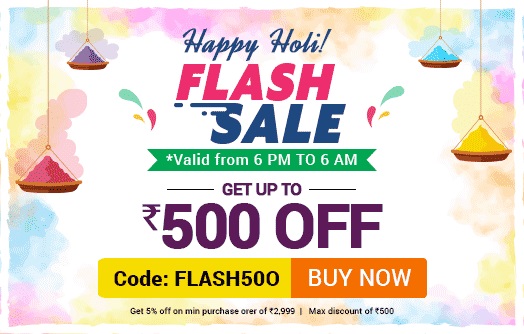 Happy Holi!
FLASH
SALE
*Valid from 6 PM TO 6 AM
GET UP TO
₹500 OFF
Code: FLASH50O
BUY NOW
Get 5% off on min purchase orer of ₹2,999 | Max discount of ₹500